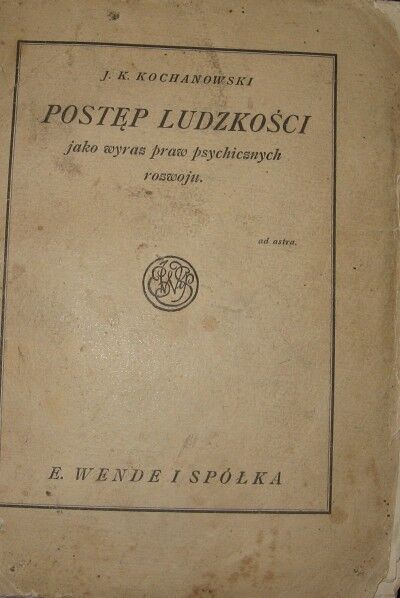 J. K. KOCHANOWSKI
POSTĘP LUDZKOŚCI
jako wyraz praw psychicznych
rozwoju.
ad astra.
E. WENDE I SPÓŁKA